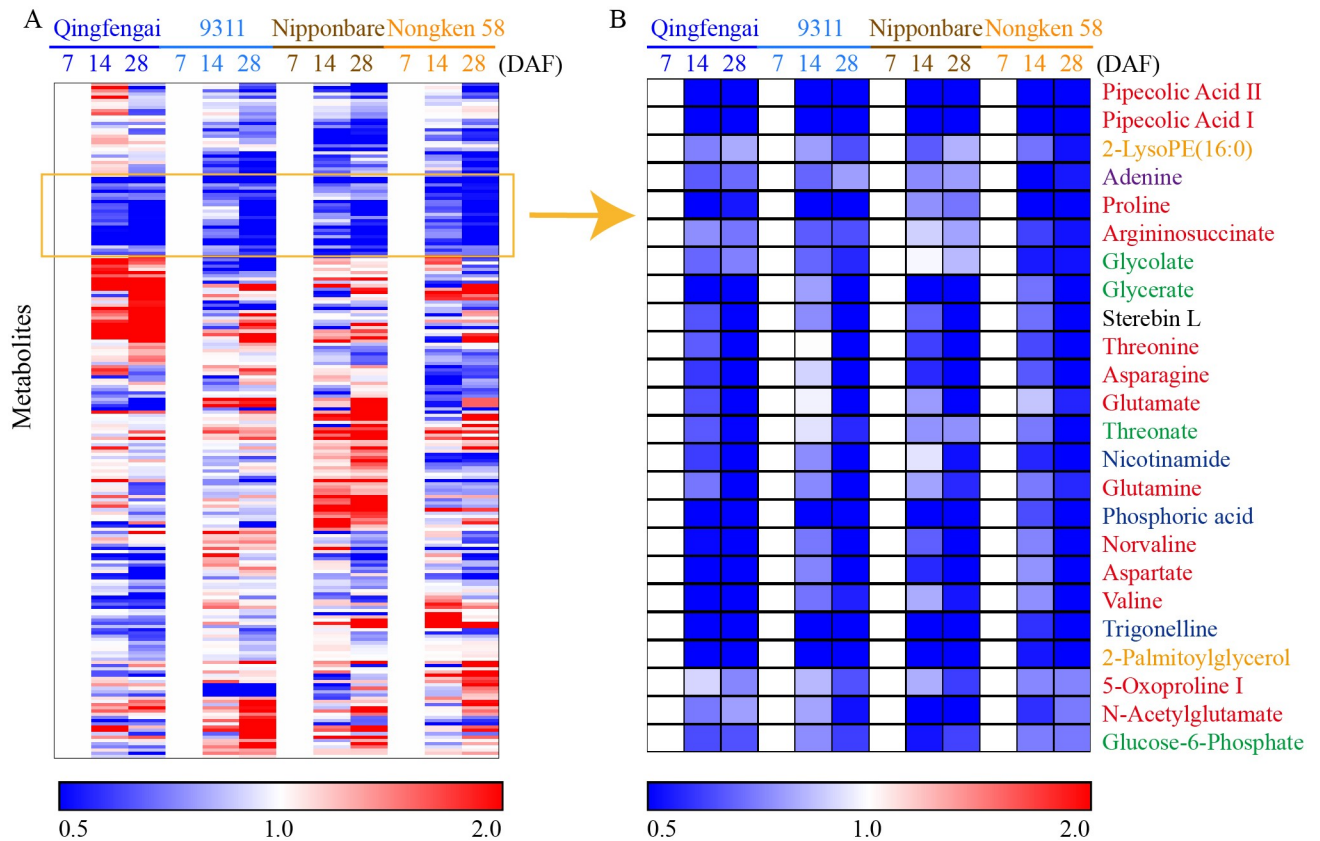 A
Qingfengai 9311 Nipponbare Nongken 58
7 14 28 7 14 28 7 14 28 7 14 28 (DAF)
Metabolites
0.5 1.0 2.0
B
Qingfengai 9311 Nipponbare Nongken 58
7 14 28 7 14 28 7 14 28 7 14 28 (DAF)
Pipecolic Acid II
Pipecolic Acid I
2-LysoPE(16:0)
Adenine
Proline
Argininosuccinate
Glycolate
Glycerate
Sterebin L
Threonine
Asparagine
Glutamate
Threonate
Nicotinamide
Glutamine
Phosphoric acid
Norvaline
Aspartate
Valine
Trigonelline
2-Palmitoylglycerol
5-Oxoproline I
N-Acetylglutamate
Glucose-6-Phosphate
0.5 1.0 2.0